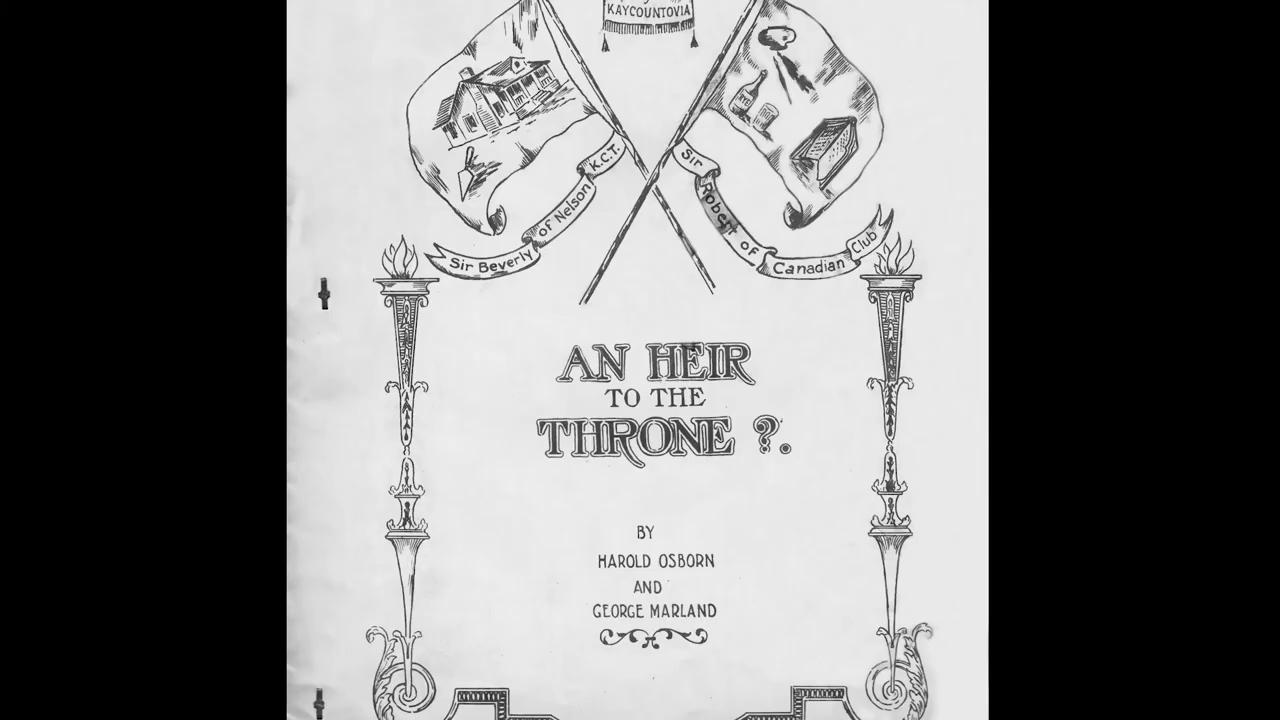 KAYCOUNTOVIA
Sir Beverly of Nelson K.C.T.
Sir Robert of Canadian Club
AN HEIR
TO THE
THRONE ?.
BY
HAROLD OSBORN
AND
GEORGE MARLAND